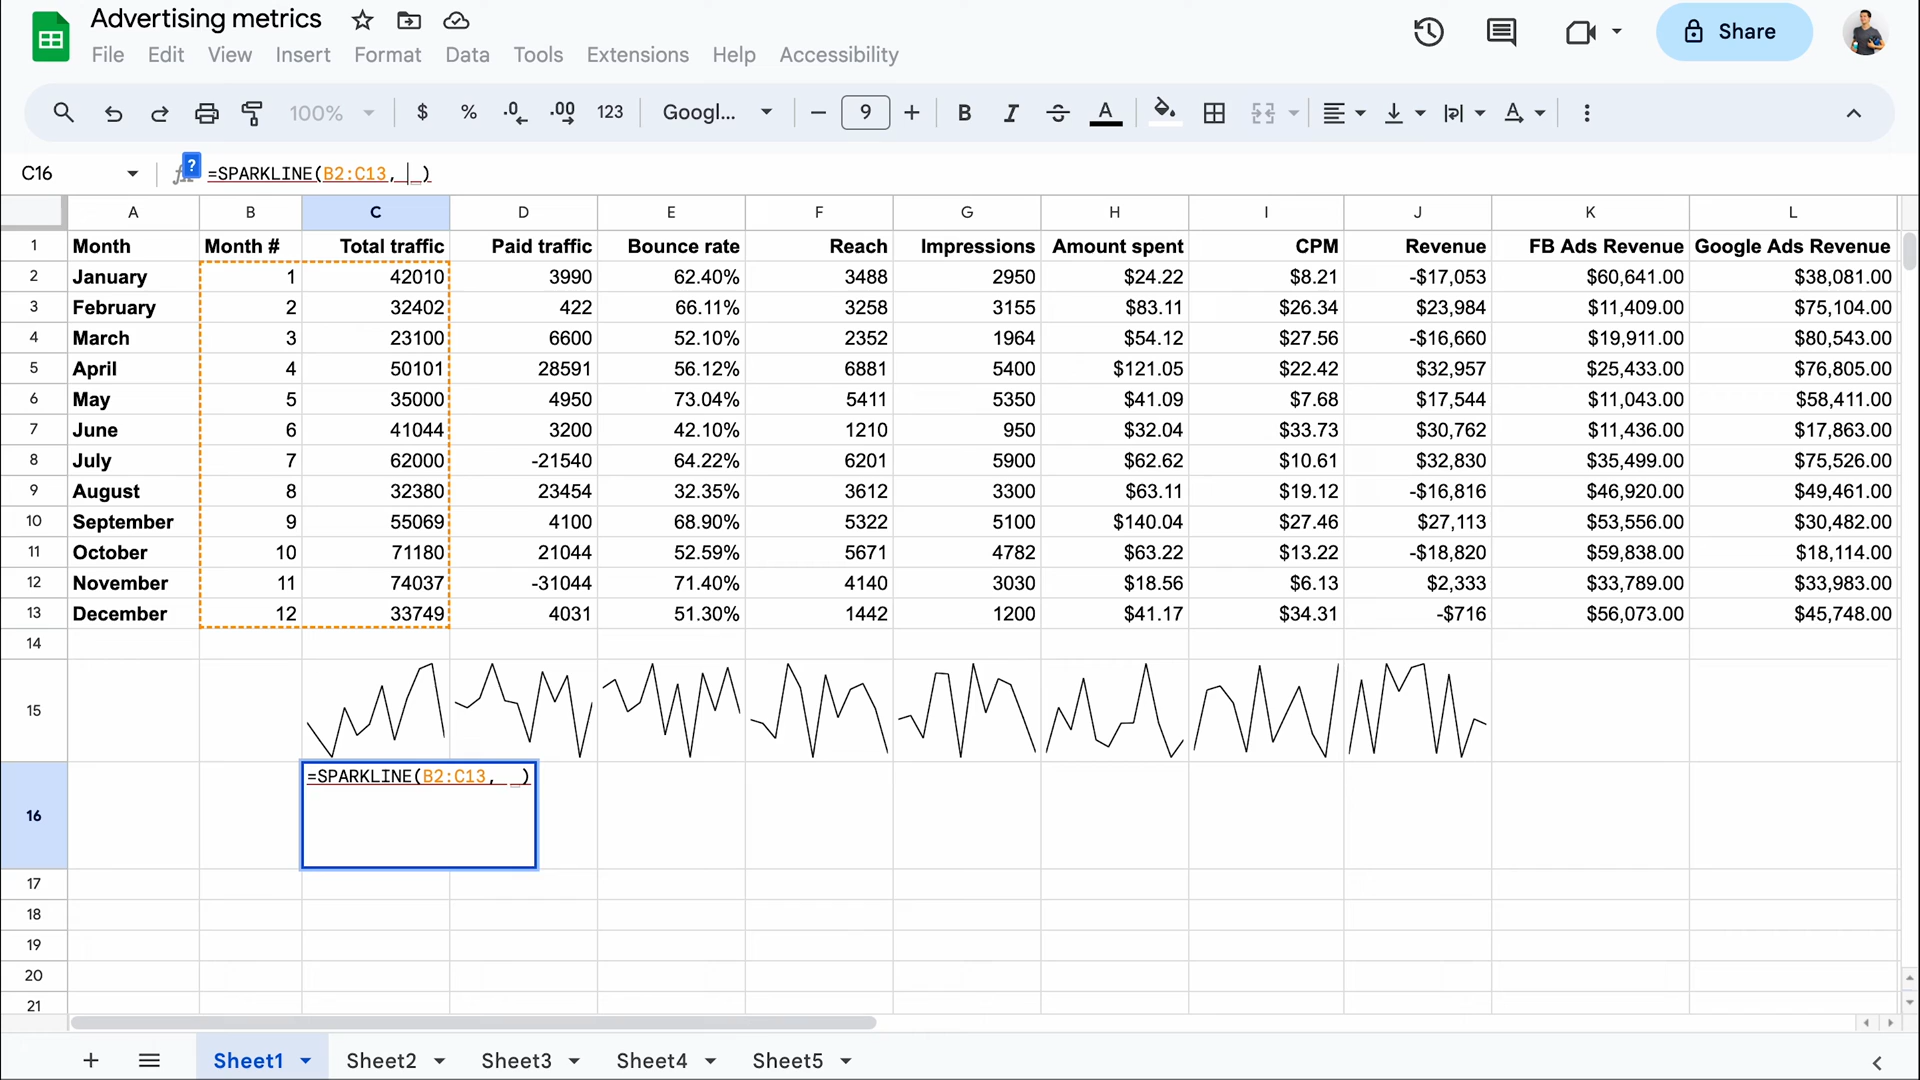 Advertising metrics
File Edit View Insert Format Data Tools Extensions Help Accessibility
Share
100% $ % .0 .00 123 Googl... 9 B I A A
C16 ? =SPARKLINE(B2:C13, _)
A B C D E F G H I J K L
1 Month Month # Total traffic Paid traffic Bounce rate Reach Impressions Amount spent CPM Revenue FB Ads Revenue Google Ads Revenue
2 January 1 42010 3990 62.40% 3488 2950 $24.22 $8.21 -$17,053 $60,641.00 $38,081.00
3 February 2 32402 422 66.11% 3258 3155 $83.11 $26.34 $23,984 $11,409.00 $75,104.00
4 March 3 23100 6600 52.10% 2352 1964 $54.12 $27.56 -$16,660 $19,911.00 $80,543.00
5 April 4 50101 28591 56.12% 6881 5400 $121.05 $22.42 $32,957 $25,433.00 $76,805.00
6 May 5 35000 4950 73.04% 5411 5350 $41.09 $7.68 $17,544 $11,043.00 $58,411.00
7 June 6 41044 3200 42.10% 1210 950 $32.04 $33.73 $30,762 $11,436.00 $17,863.00
8 July 7 62000 -21540 64.22% 6201 5900 $62.62 $10.61 $32,830 $35,499.00 $75,526.00
9 August 8 32380 23454 32.35% 3612 3300 $63.11 $19.12 -$16,816 $46,920.00 $49,461.00
10 September 9 55069 4100 68.90% 5322 5100 $140.04 $27.46 $27,113 $53,556.00 $30,482.00
11 October 10 71180 21044 52.59% 5671 4782 $63.22 $13.22 -$18,820 $59,838.00 $18,114.00
12 November 11 74037 -31044 71.40% 4140 3030 $18.56 $6.13 $2,333 $33,789.00 $33,983.00
13 December 12 33749 4031 51.30% 1442 1200 $41.17 $34.31 -$716 $56,073.00 $45,748.00
14
15
16 =SPARKLINE(B2:C13, _)
17
18
19
20
21
Sheet1 Sheet2 Sheet3 Sheet4 Sheet5